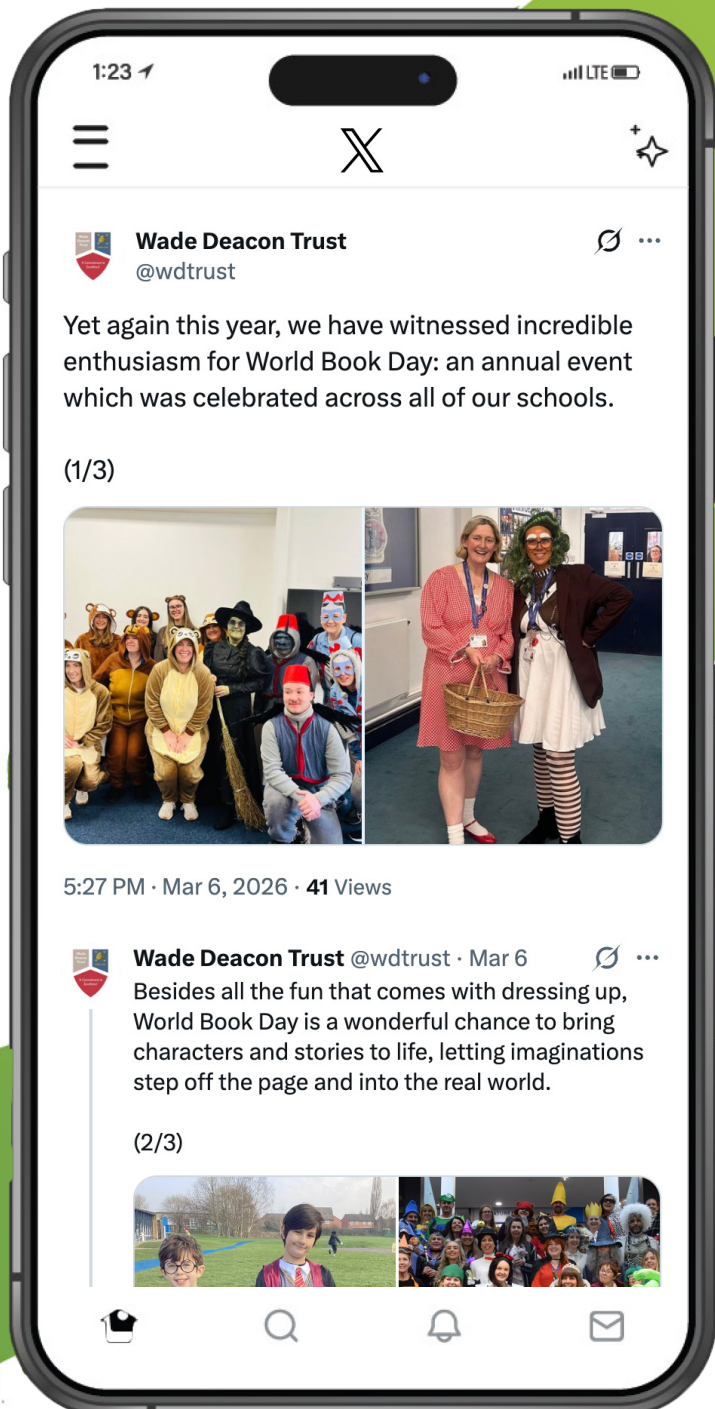 1:23
LTE
Wade Deacon Trust
@wdtrust
Yet again this year, we have witnessed incredible
enthusiasm for World Book Day: an annual event
which was celebrated across all of our schools.
(1/3)
5:27 PM · Mar 6, 2026 · 41 Views
Wade Deacon Trust @wdtrust · Mar 6
Besides all the fun that comes with dressing up,
World Book Day is a wonderful chance to bring
characters and stories to life, letting imaginations
step off the page and into the real world.
(2/3)